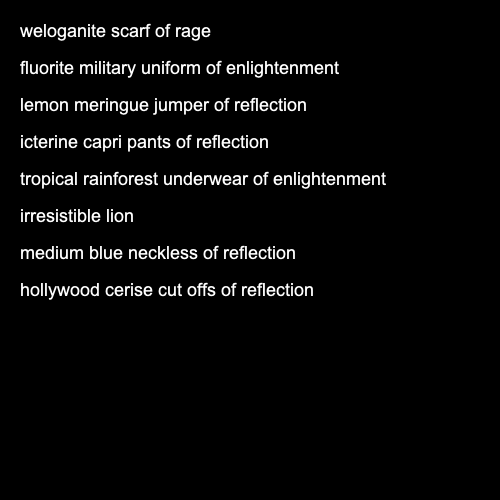 weloganite scarf of rage
fluorite military uniform of enlightenment
lemon meringue jumper of reflection
icterine capri pants of reflection
tropical rainforest underwear of enlightenment
irresistible lion
medium blue neckless of reflection
hollywood cerise cut offs of reflection